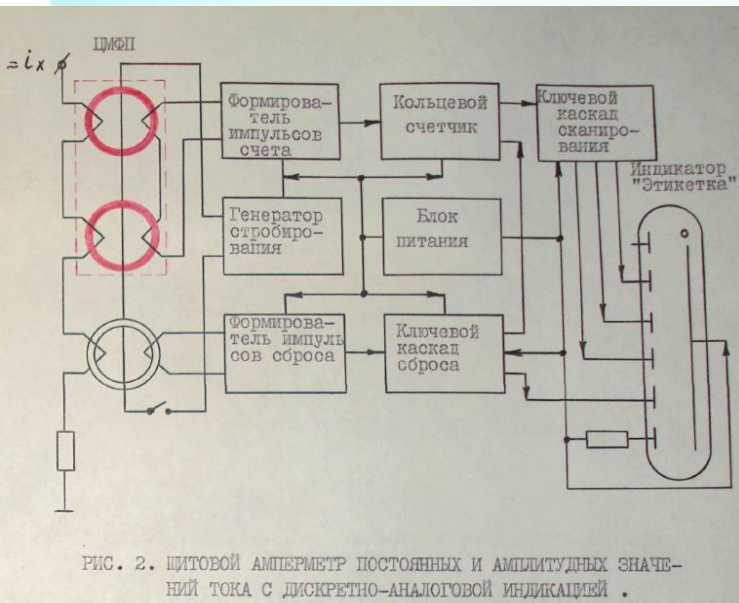 ЦМФП
=ix
Формирова-
тель
импульсов
счета
Кольцевой
счетчик
Ключевой
каскад
сканиро-
вания
Индикатор
"Этикетка"
Генератор
стробиро-
вания
Блок
питания
Формирова-
тель импуль
сов сброса
Ключевой
каскад
сброса
РИС. 2. ЩИТОВОЙ АМПЕРМЕТР ПОСТОЯННЫХ И АМПЛИТУДНЫХ ЗНАЧЕ-
НИЙ ТОКА С ДИСКРЕТНО-АНАЛОГОВОЙ ИНДИКАЦИЕЙ .